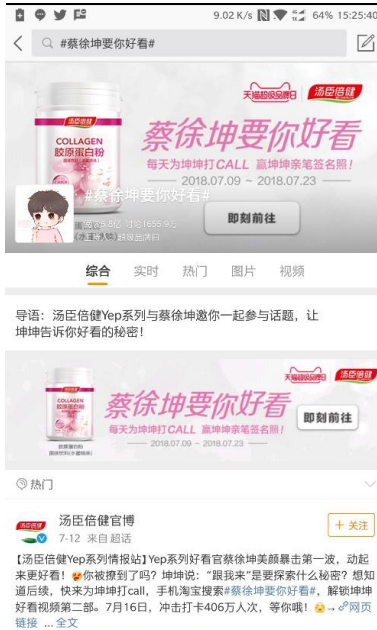 9.02 K/s 64% 15:25:40
#蔡徐坤要你好看#
天猫超级品牌日 汤臣倍健
COLLAGEN
胶原蛋白粉
蔡徐坤要你好看
每天为坤坤打CALL 赢坤坤亲笔签名照！
2018.07.09 ~ 2018.07.23
#蔡徐坤要你好看#
即刻前往
综合 实时 热门 图片 视频
导语：汤臣倍健Yep系列与蔡徐坤邀你一起参与话题，让
坤坤告诉你好看的秘密！
天猫超级品牌日 汤臣倍健
COLLAGEN
胶原蛋白粉
蔡徐坤要你好看
每天为坤坤打CALL 赢坤坤亲笔签名照！
2018.07.09 ~ 2018.07.23
即刻前往
热门
汤臣倍健
汤臣倍健官博
7-12 来自 超话
+ 关注
【汤臣倍健Yep系列情报站】Yep系列好看官蔡徐坤美颜暴击第一波，动起
来更好看！你被撩到了吗？坤坤说：“跟我来”是要探索什么秘密？想知
道后续，快来为坤坤打call，手机淘宝搜索#蔡徐坤要你好看#，解锁坤坤
好看视频第二部。7月16日，冲击打卡406万人次，等你哦！→网页
链接 ... 全文